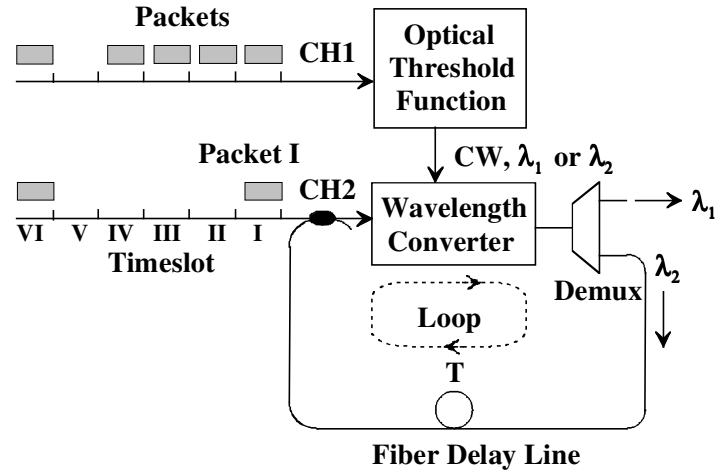 Packets
CH1
Optical
Threshold
Function
Packet I
CW, λ₁ or λ₂
CH2
Wavelength
Converter
λ₁
VI V IV III II I
Timeslot
λ₂
Demux
Loop
T
Fiber Delay Line